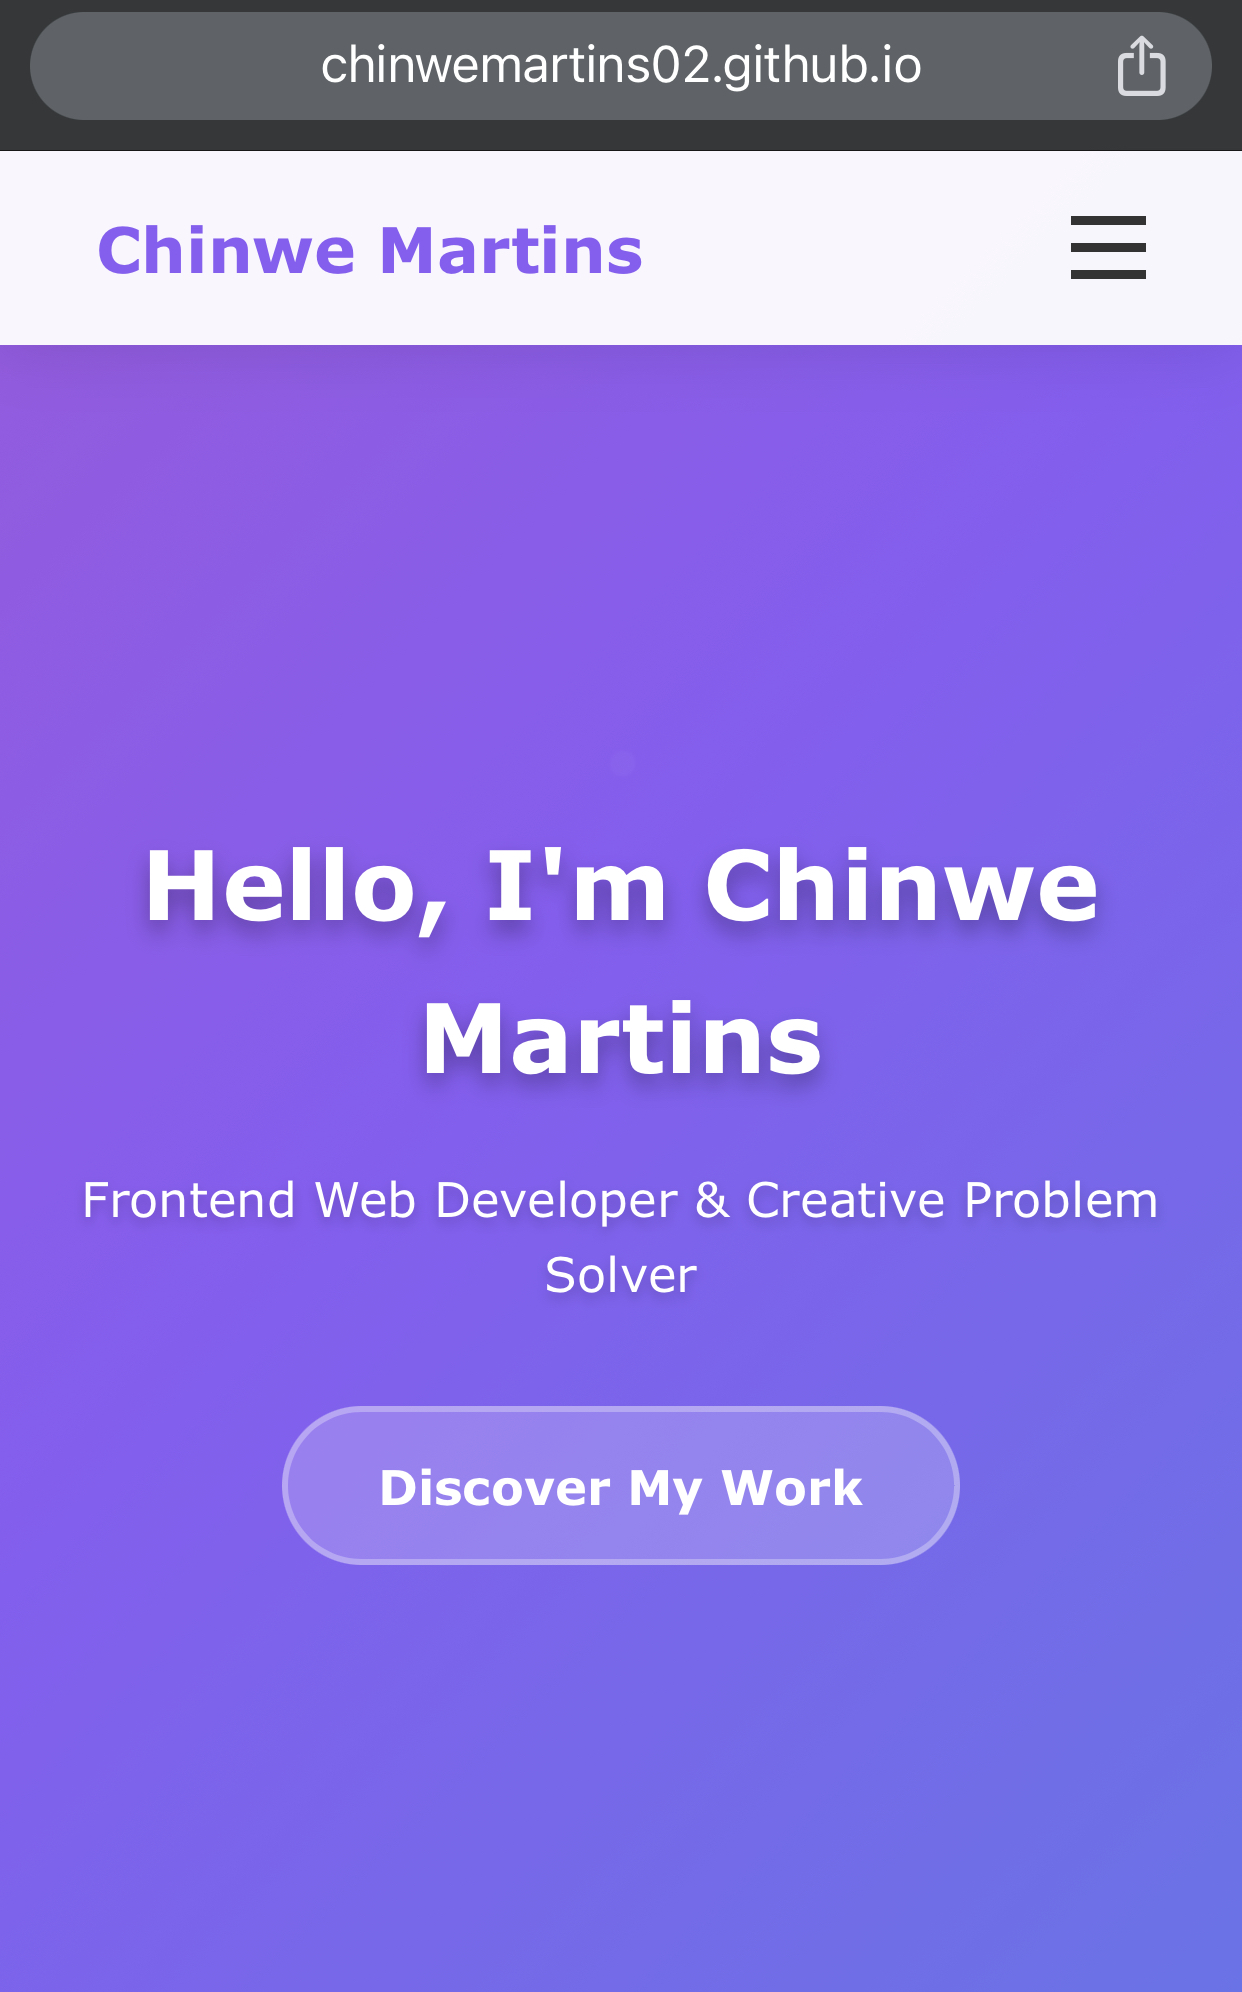 chinwemartins02.github.io
Chinwe Martins
Hello, I'm Chinwe
Martins
Frontend Web Developer & Creative Problem
Solver
Discover My Work